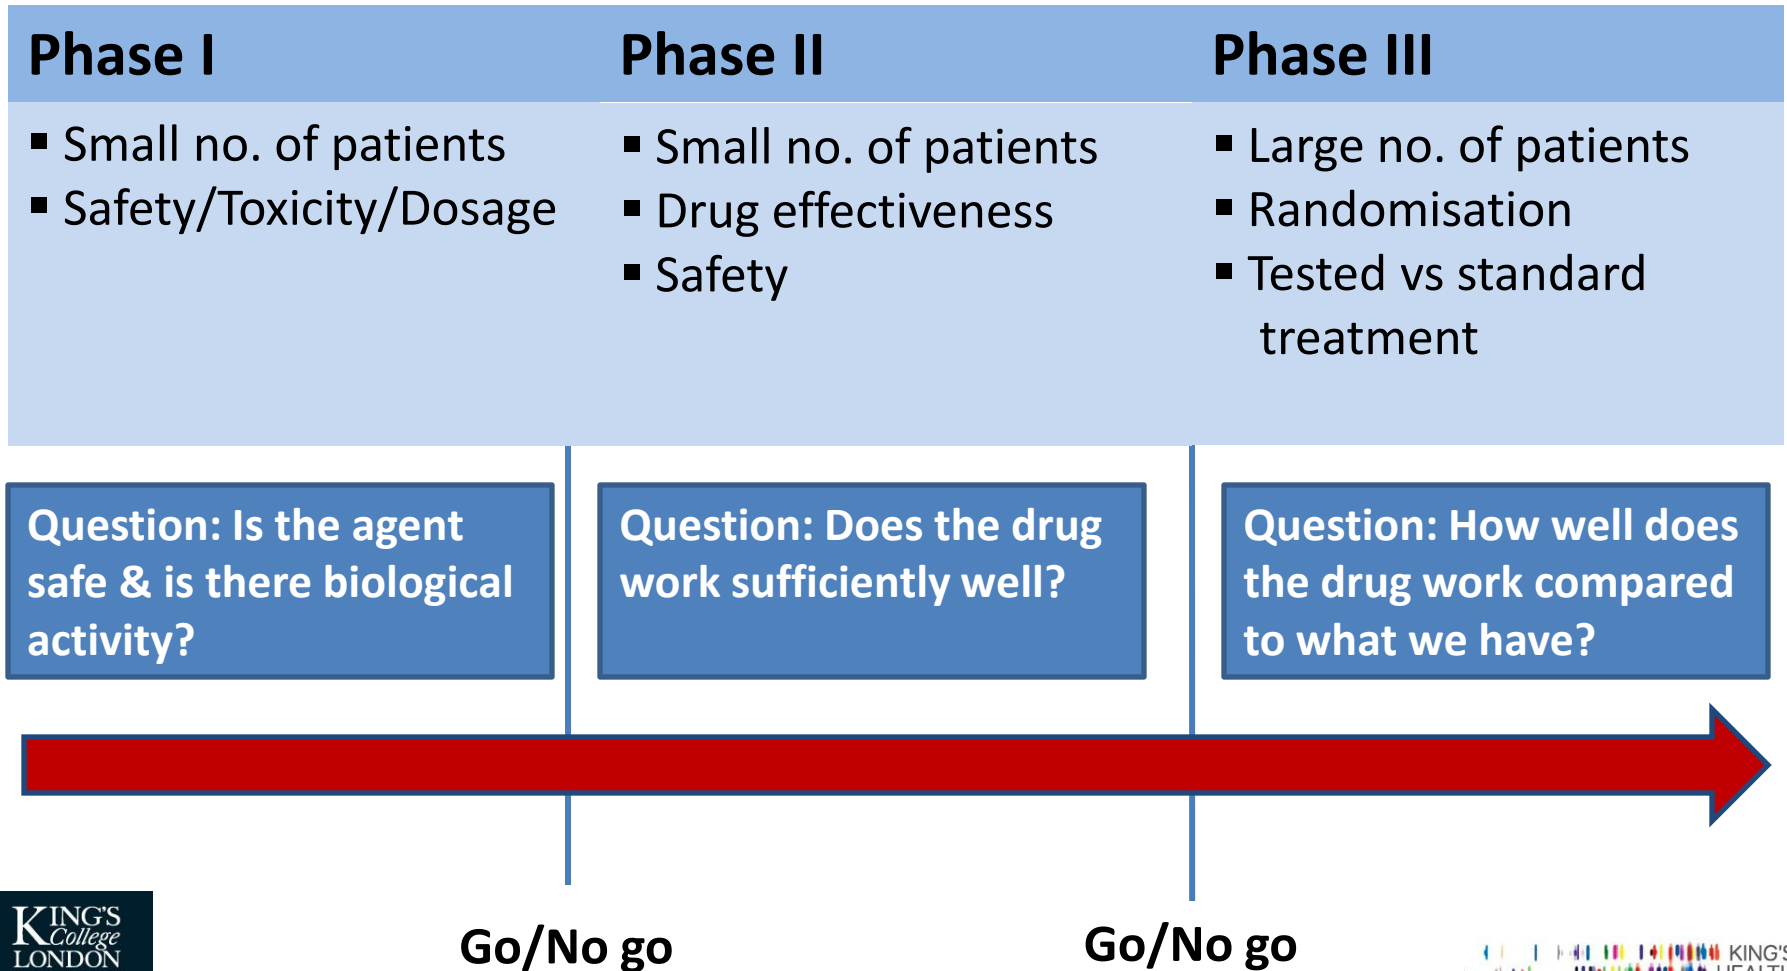 Phase I
▪ Small no. of patients
▪ Safety/Toxicity/Dosage
Phase II
▪ Small no. of patients
▪ Drug effectiveness
▪ Safety
Phase III
▪ Large no. of patients
▪ Randomisation
▪ Tested vs standard
treatment
Question: Is the agent
safe & is there biological
activity?
Question: Does the drug
work sufficiently well?
Question: How well does
the drug work compared
to what we have?
Go/No go
Go/No go
KING'S
College
LONDON
KING'S
HEALTH